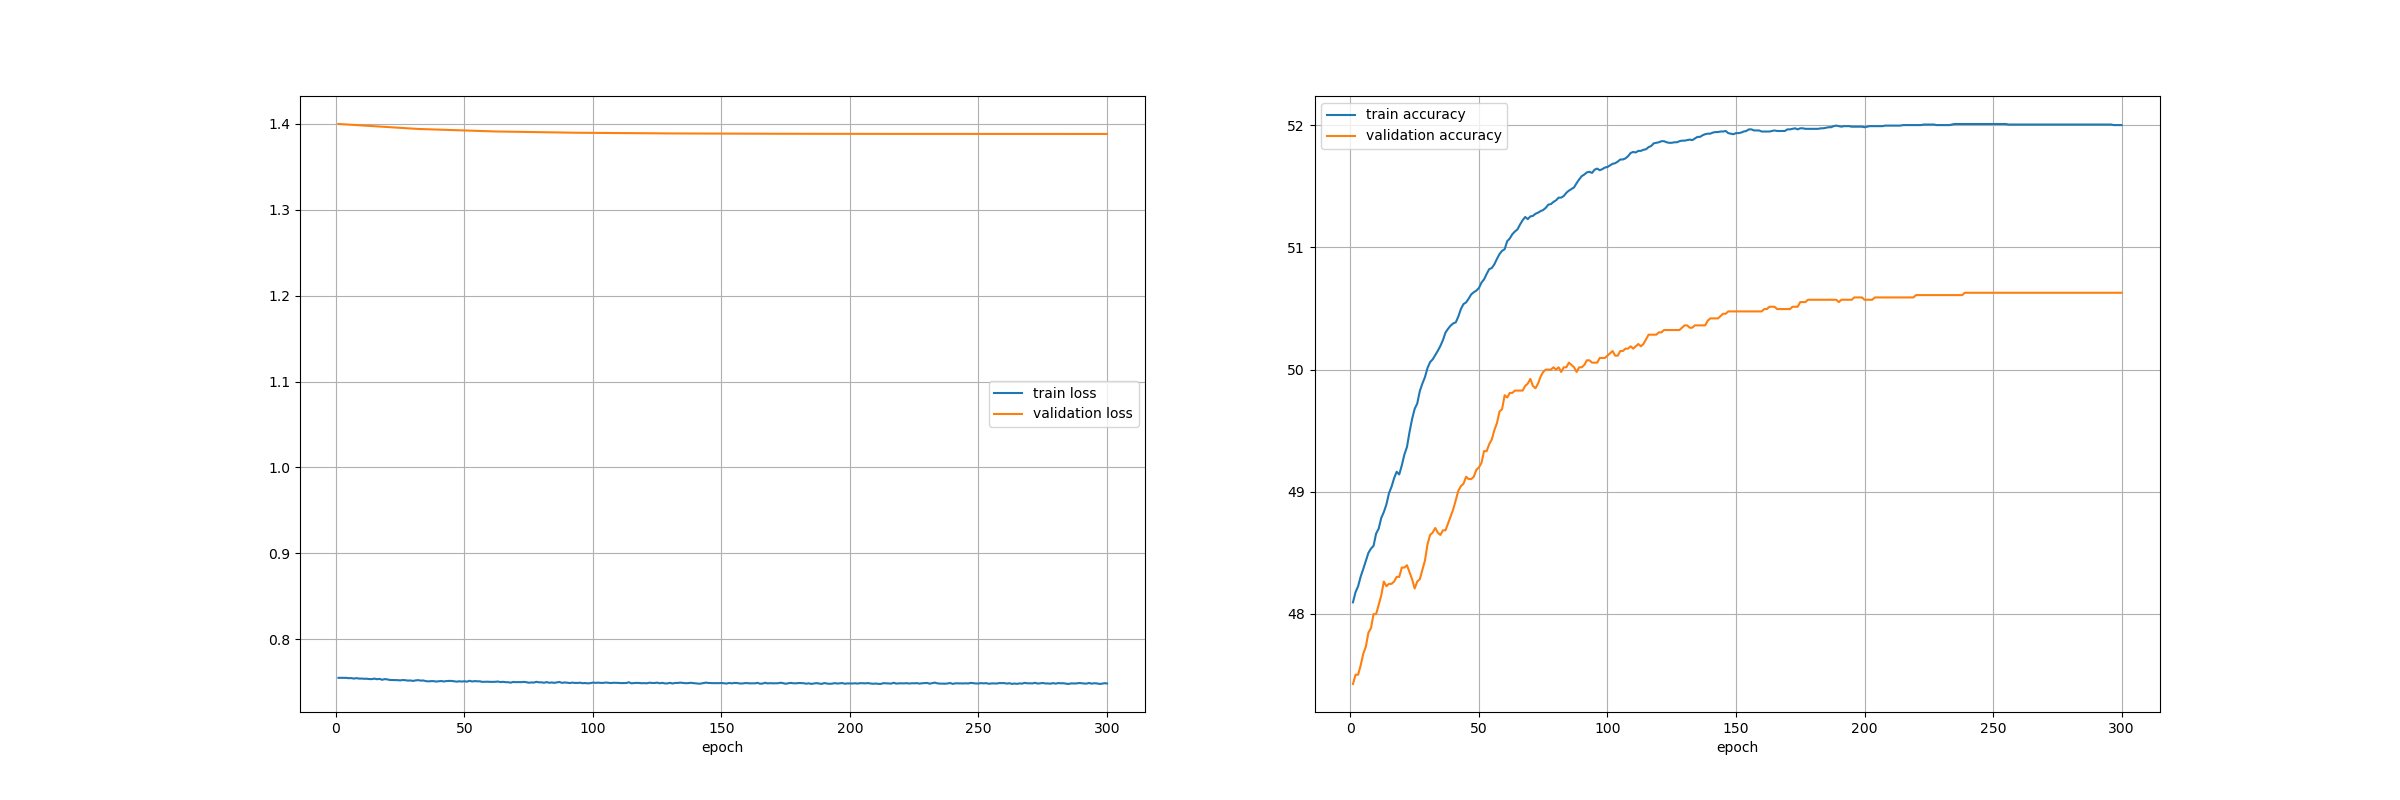 1.4
1.3
1.2
1.1
1.0
0.9
0.8
0 50 100 150 200 250 300
epoch
train loss
validation loss
52
51
50
49
48
0 50 100 150 200 250 300
epoch
train accuracy
validation accuracy